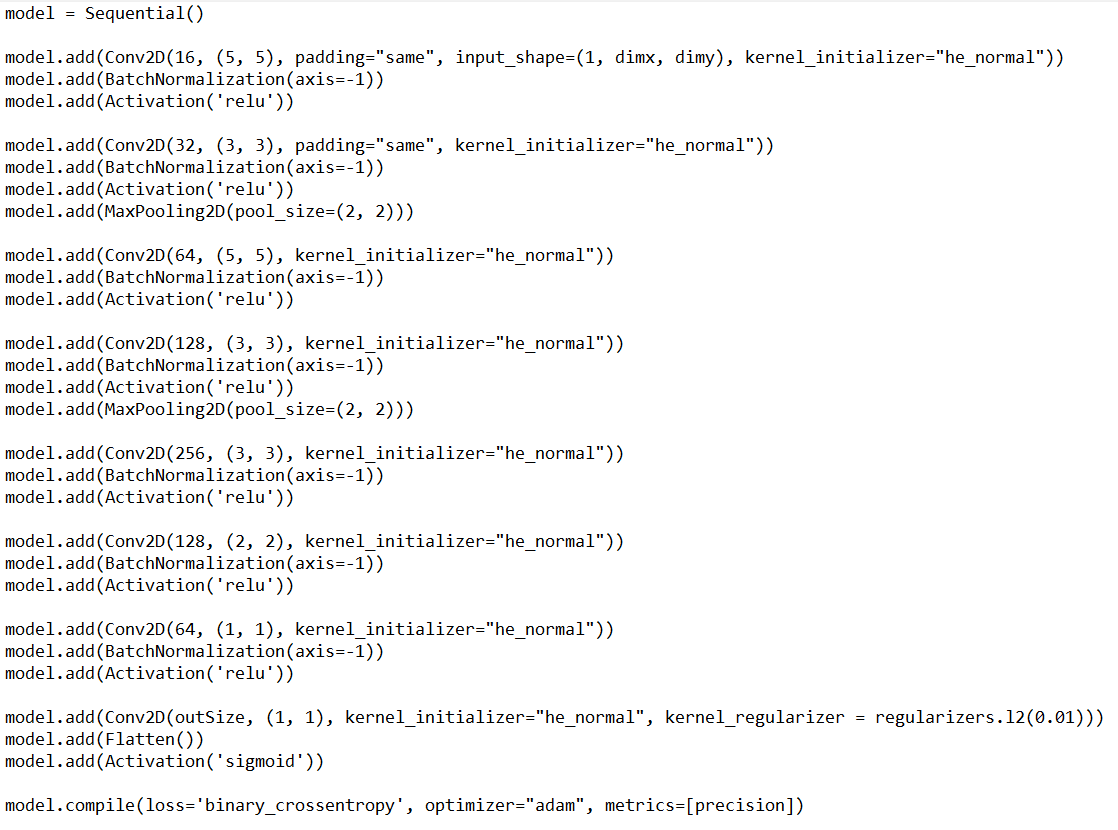 model = Sequential()
model.add(Conv2D(16, (5, 5), padding="same", input_shape=(1, dimx, dimy), kernel_initializer="he_normal"))
model.add(BatchNormalization(axis=-1))
model.add(Activation('relu'))
model.add(Conv2D(32, (3, 3), padding="same", kernel_initializer="he_normal"))
model.add(BatchNormalization(axis=-1))
model.add(Activation('relu'))
model.add(MaxPooling2D(pool_size=(2, 2)))
model.add(Conv2D(64, (5, 5), kernel_initializer="he_normal"))
model.add(BatchNormalization(axis=-1))
model.add(Activation('relu'))
model.add(Conv2D(128, (3, 3), kernel_initializer="he_normal"))
model.add(BatchNormalization(axis=-1))
model.add(Activation('relu'))
model.add(MaxPooling2D(pool_size=(2, 2)))
model.add(Conv2D(256, (3, 3), kernel_initializer="he_normal"))
model.add(BatchNormalization(axis=-1))
model.add(Activation('relu'))
model.add(Conv2D(128, (2, 2), kernel_initializer="he_normal"))
model.add(BatchNormalization(axis=-1))
model.add(Activation('relu'))
model.add(Conv2D(64, (1, 1), kernel_initializer="he_normal"))
model.add(BatchNormalization(axis=-1))
model.add(Activation('relu'))
model.add(Conv2D(outSize, (1, 1), kernel_initializer="he_normal", kernel_regularizer = regularizers.l2(0.01)))
model.add(Flatten())
model.add(Activation('sigmoid'))
model.compile(loss='binary_crossentropy', optimizer="adam", metrics=[precision])